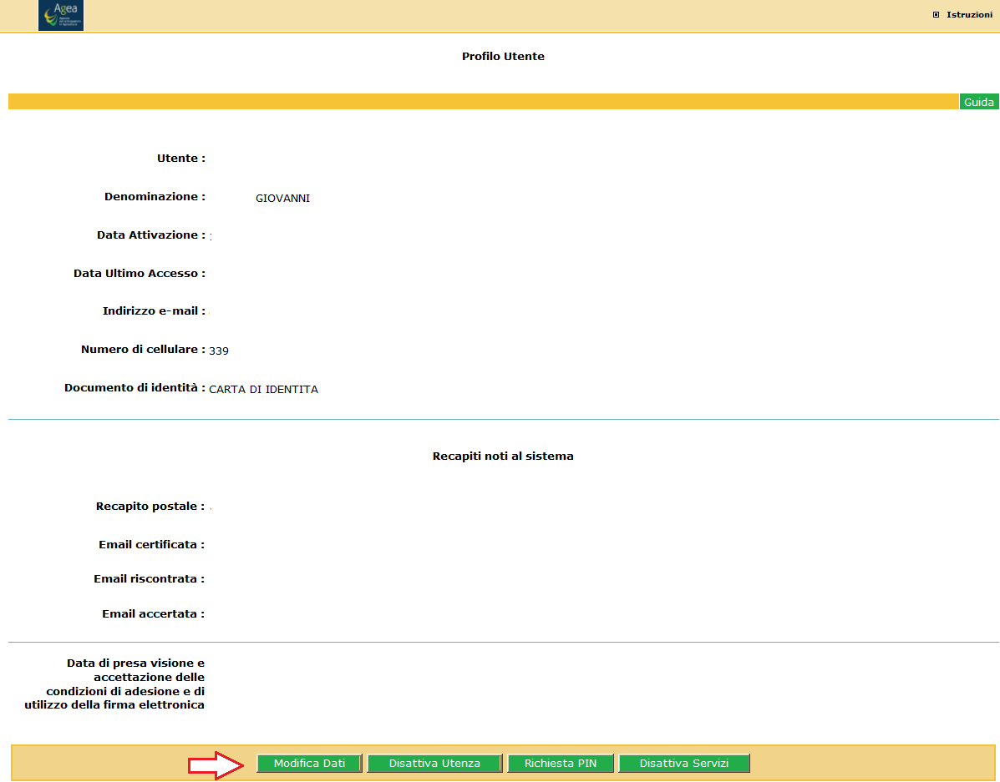 Agea
Istruzioni
Profilo Utente
Guida
Utente :
Denominazione : GIOVANNI
Data Attivazione :
Data Ultimo Accesso :
Indirizzo e-mail :
Numero di cellulare : 339
Documento di identità : CARTA DI IDENTITA
Recapiti noti al sistema
Recapito postale :
Email certificata :
Email riscontrata :
Email accertata :
Data di presa visione e
accettazione delle
condizioni di adesione e di
utilizzo della firma elettronica
Modifica Dati Disattiva Utenza Richiesta PIN Disattiva Servizi